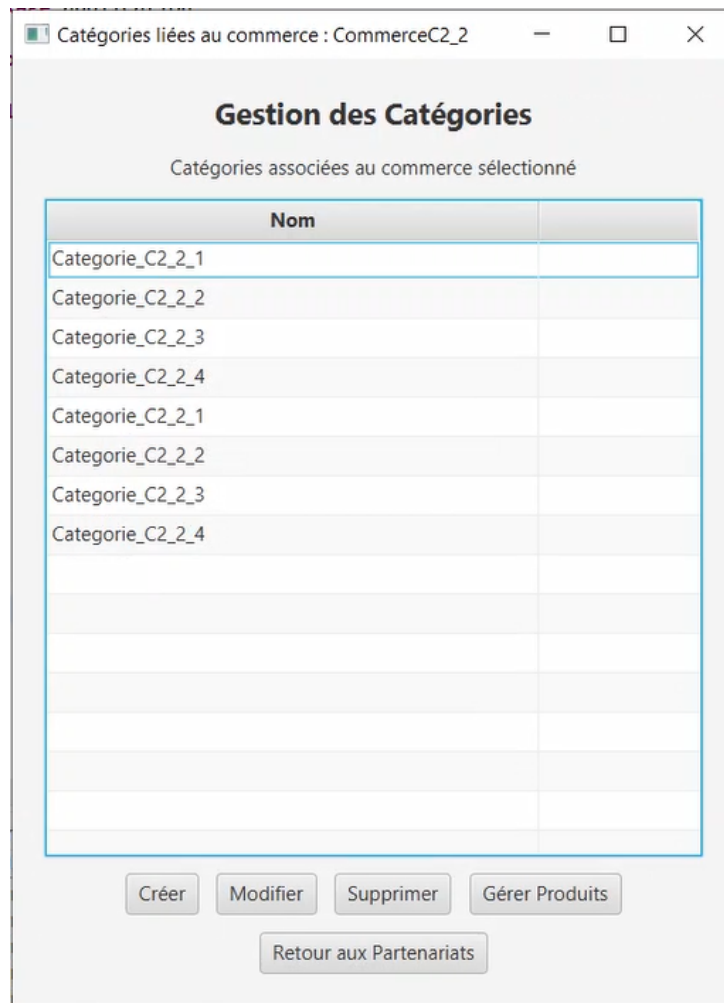 Catégories liées au commerce : CommerceC2_2
Gestion des Catégories
Catégories associées au commerce sélectionné
Nom
Categorie_C2_2_1
Categorie_C2_2_2
Categorie_C2_2_3
Categorie_C2_2_4
Categorie_C2_2_1
Categorie_C2_2_2
Categorie_C2_2_3
Categorie_C2_2_4
Créer Modifier Supprimer Gérer Produits
Retour aux Partenariats